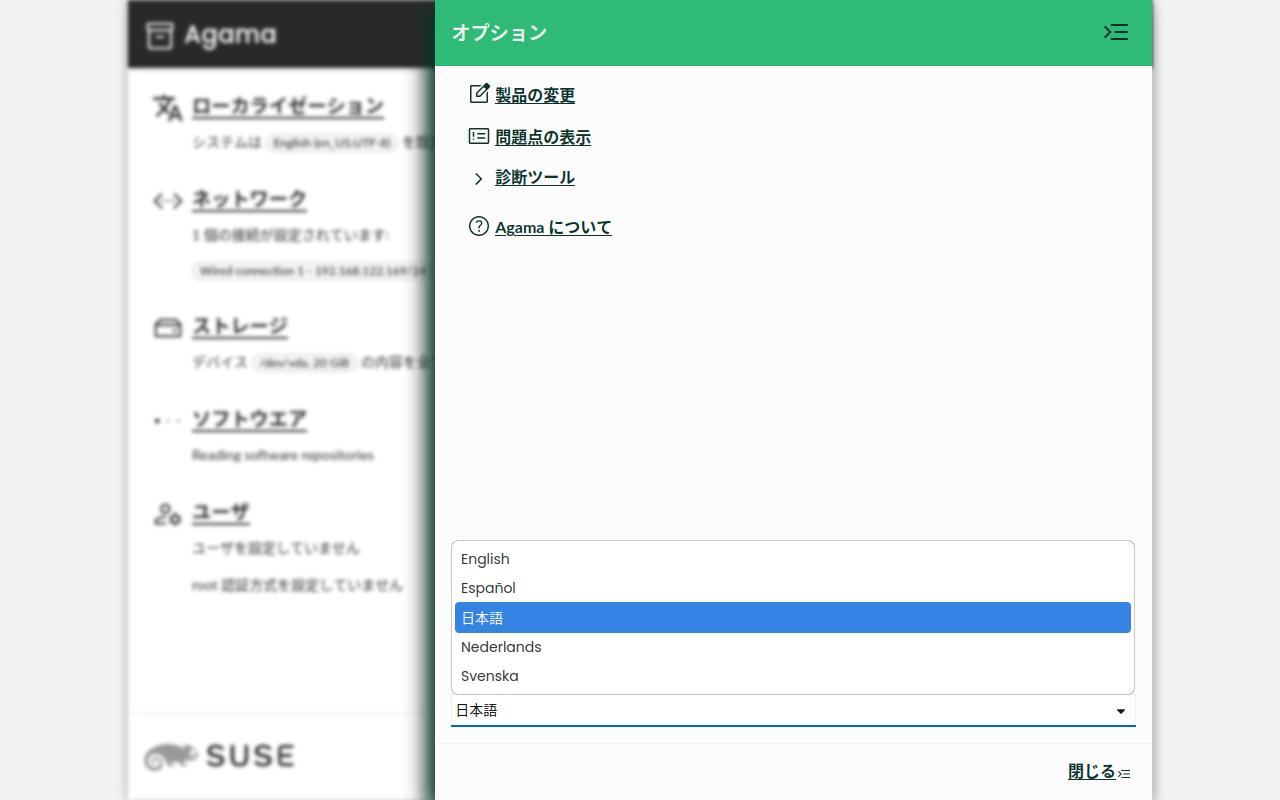 Agama
ローカライゼーション
システムは English (en_US.UTF-8) を既
ネットワーク
1 個の接続が設定されています:
Wired connection 1 - 192.168.122.169/24
ストレージ
デバイス /dev/vda, 20 GiB の内容を全
ソフトウエア
Reading software repositories
ユーザ
ユーザを設定していません
root 認証方式を設定していません
SUSE
オプション
製品の変更
問題点の表示
診断ツール
Agama について
English
Español
日本語
Nederlands
Svenska
日本語
閉じる